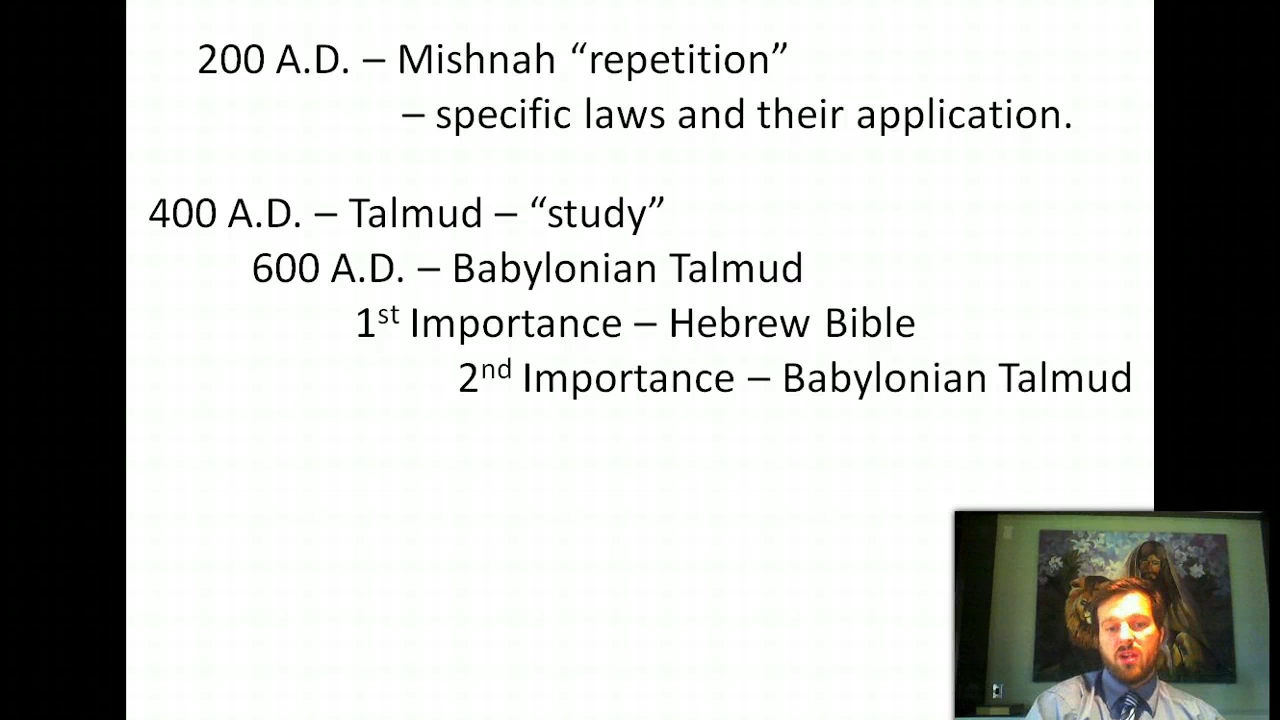 200 A.D. – Mishnah “repetition”
– specific laws and their application.
400 A.D. – Talmud – “study”
600 A.D. – Babylonian Talmud
1st Importance – Hebrew Bible
2nd Importance – Babylonian Talmud